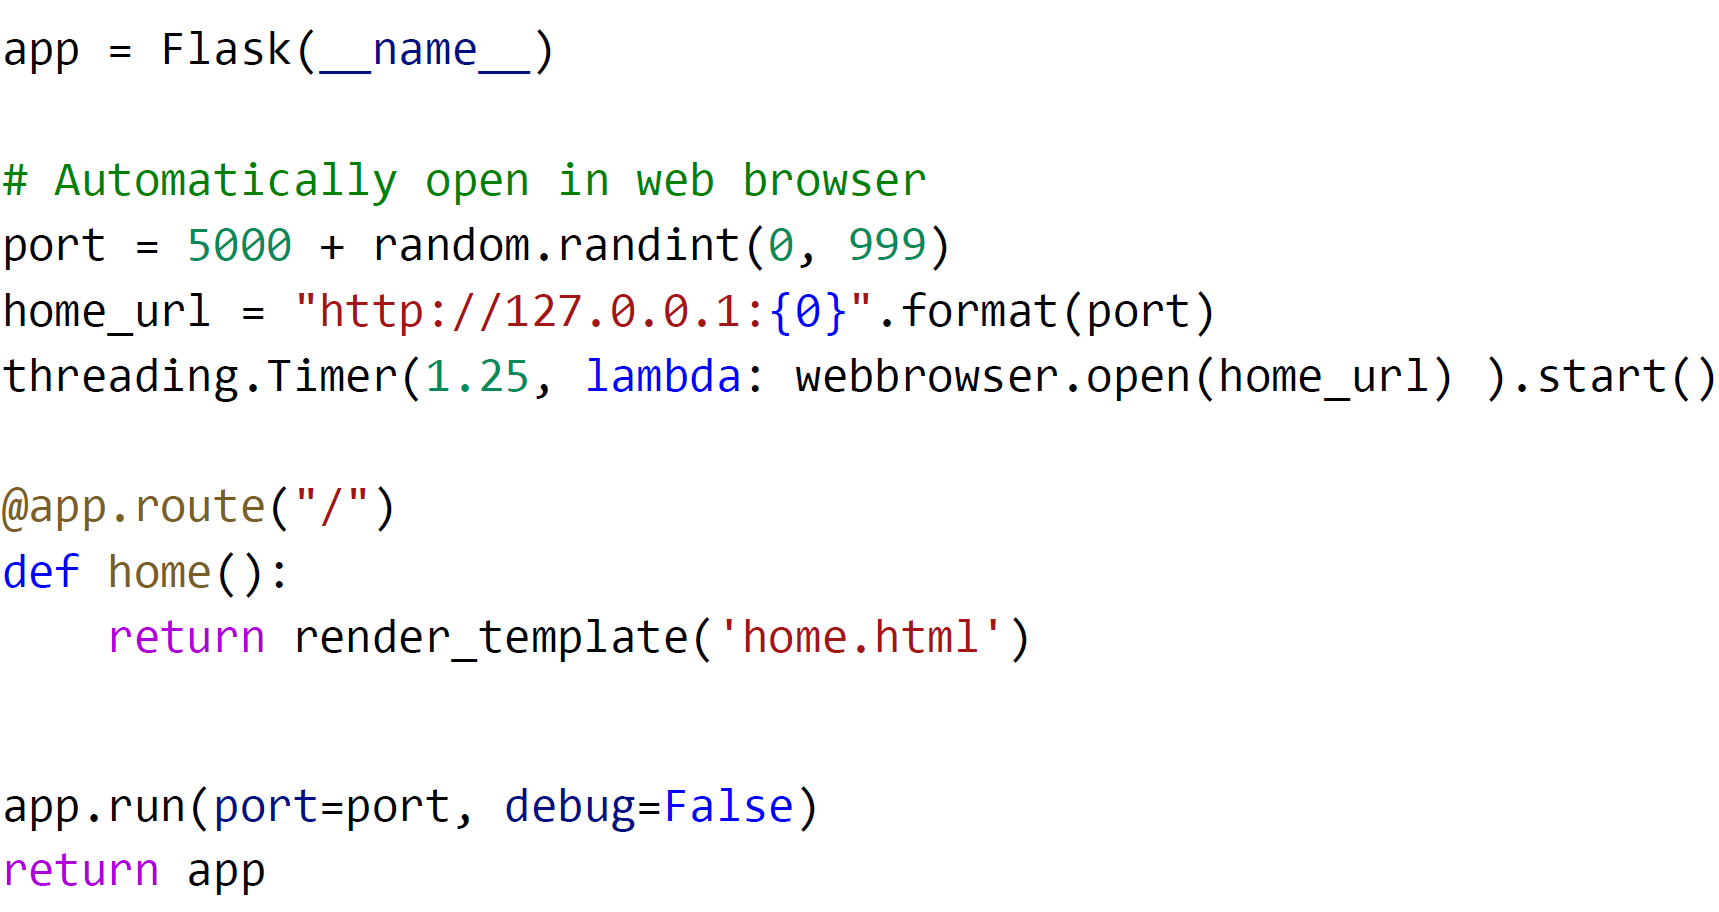 app = Flask(__name__)
# Automatically open in web browser
port = 5000 + random.randint(0, 999)
home_url = "http://127.0.0.1:{0}".format(port)
threading.Timer(1.25, lambda: webbrowser.open(home_url) ).start()
@app.route("/")
def home():
    return render_template('home.html')
app.run(port=port, debug=False)
return app